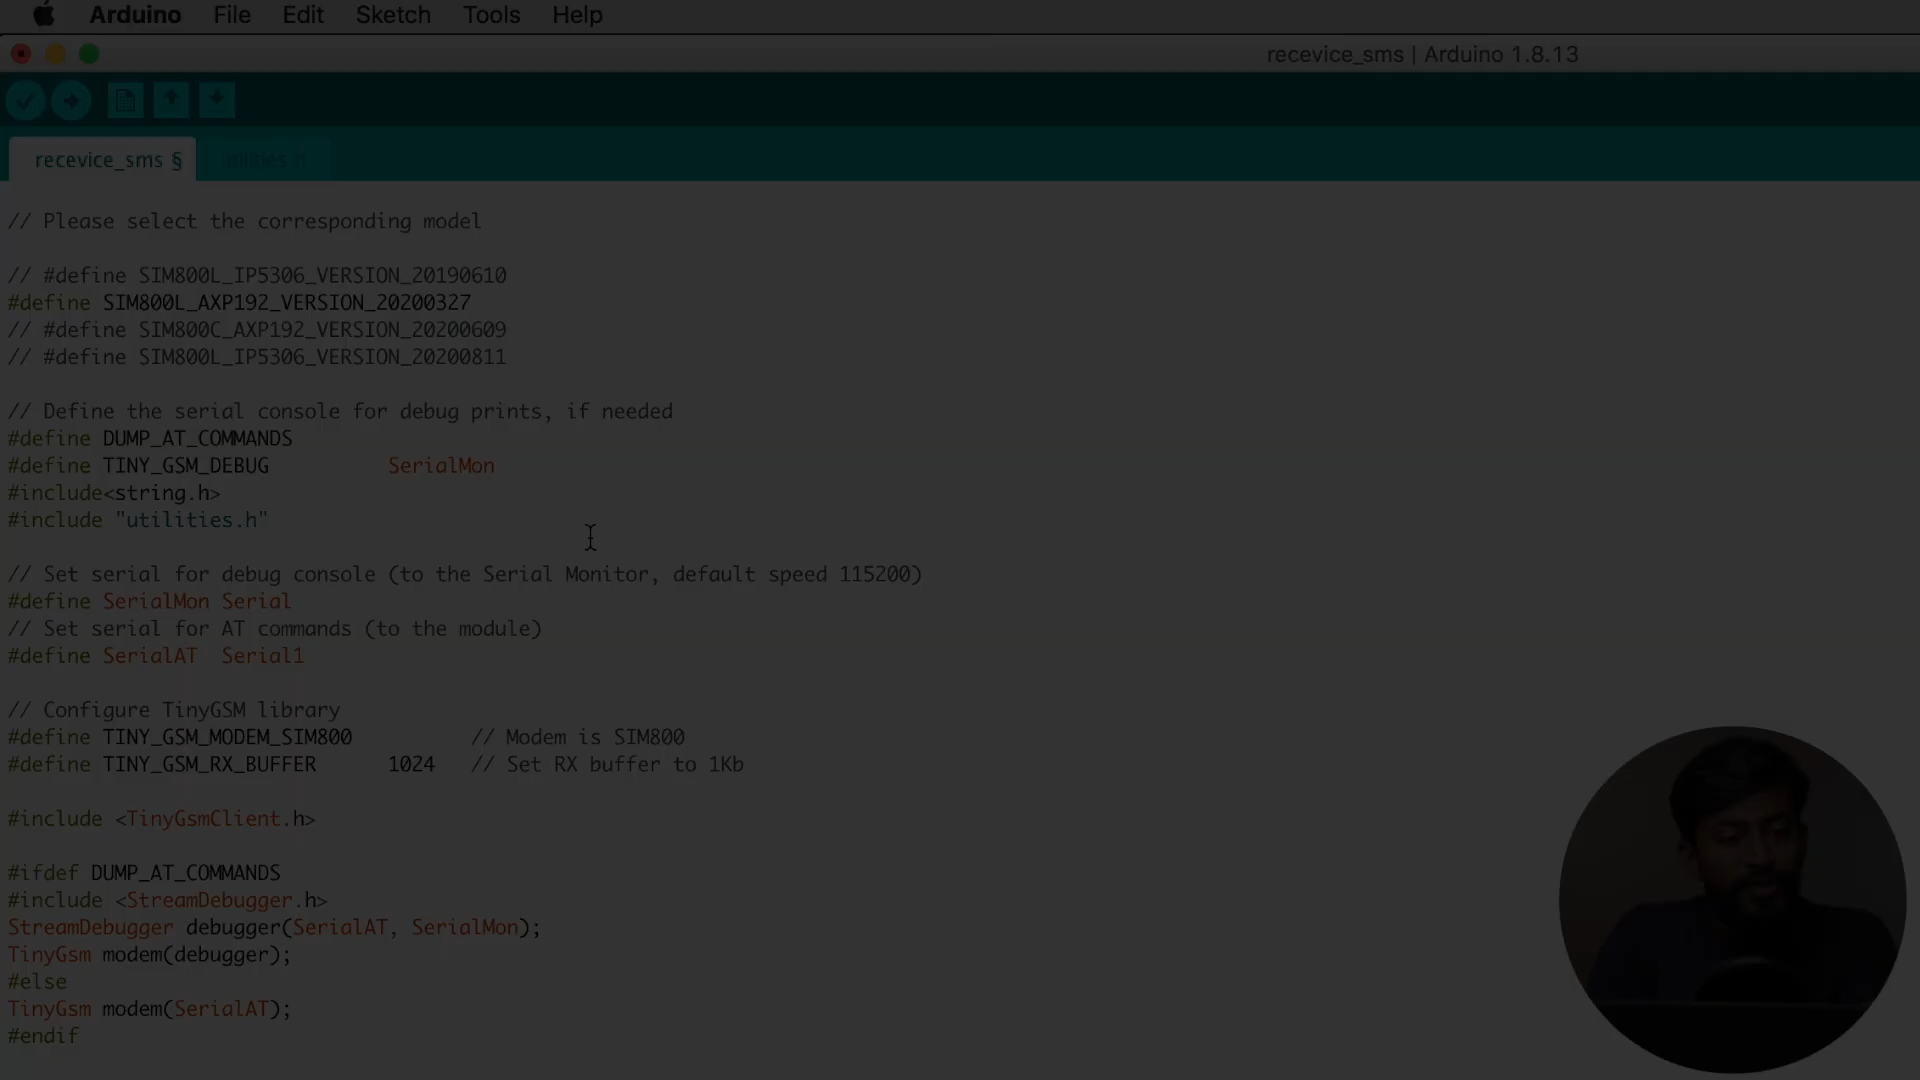 Arduino File Edit Sketch Tools Help
recevice_sms | Arduino 1.8.13
recevice_sms § utilities.h
// Please select the corresponding model
// #define SIM800L_IP5306_VERSION_20190610
#define SIM800L_AXP192_VERSION_20200327
// #define SIM800C_AXP192_VERSION_20200609
// #define SIM800L_IP5306_VERSION_20200811
// Define the serial console for debug prints, if needed
#define DUMP_AT_COMMANDS
#define TINY_GSM_DEBUG          SerialMon
#include<string.h>
#include "utilities.h"
// Set serial for debug console (to the Serial Monitor, default speed 115200)
#define SerialMon Serial
// Set serial for AT commands (to the module)
#define SerialAT  Serial1
// Configure TinyGSM library
#define TINY_GSM_MODEM_SIM800          // Modem is SIM800
#define TINY_GSM_RX_BUFFER      1024   // Set RX buffer to 1Kb
#include <TinyGsmClient.h>
#ifdef DUMP_AT_COMMANDS
#include <StreamDebugger.h>
StreamDebugger debugger(SerialAT, SerialMon);
TinyGsm modem(debugger);
#else
TinyGsm modem(SerialAT);
#endif